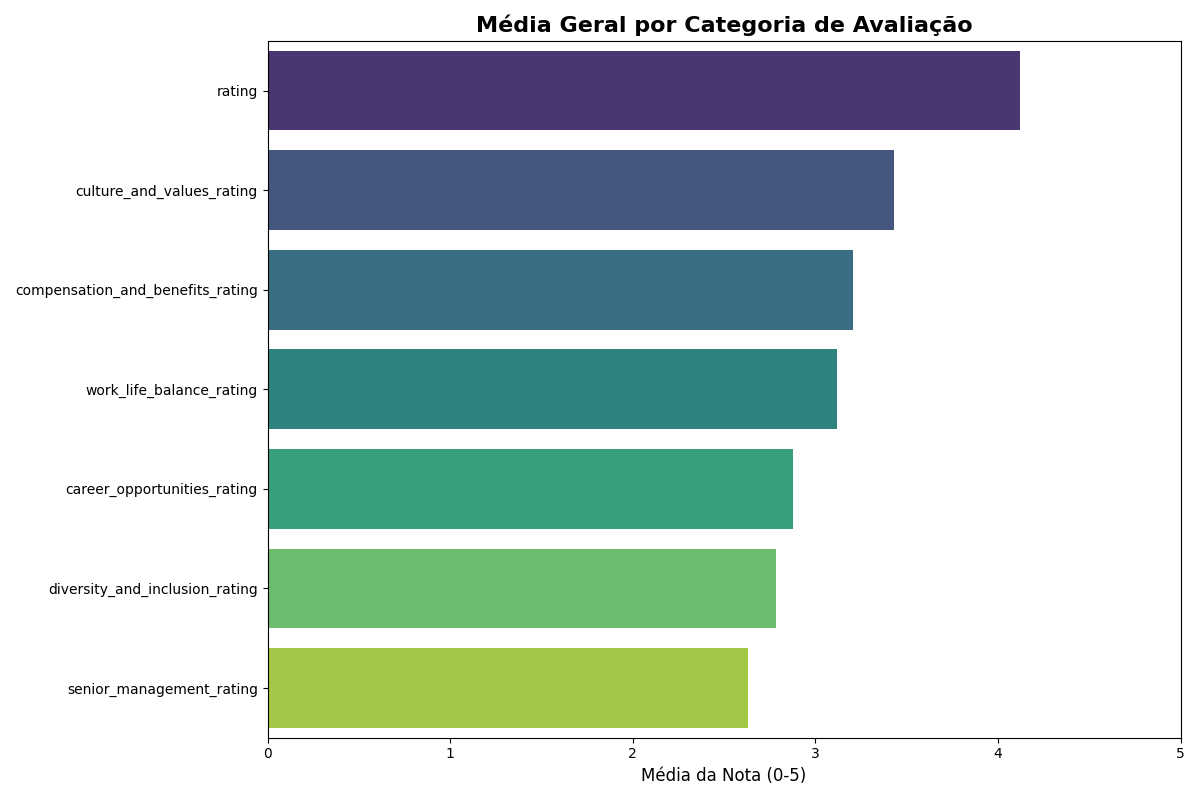 Média Geral por Categoria de Avaliação
rating
culture_and_values_rating
compensation_and_benefits_rating
work_life_balance_rating
career_opportunities_rating
diversity_and_inclusion_rating
senior_management_rating
0 1 2 3 4 5
Média da Nota (0-5)